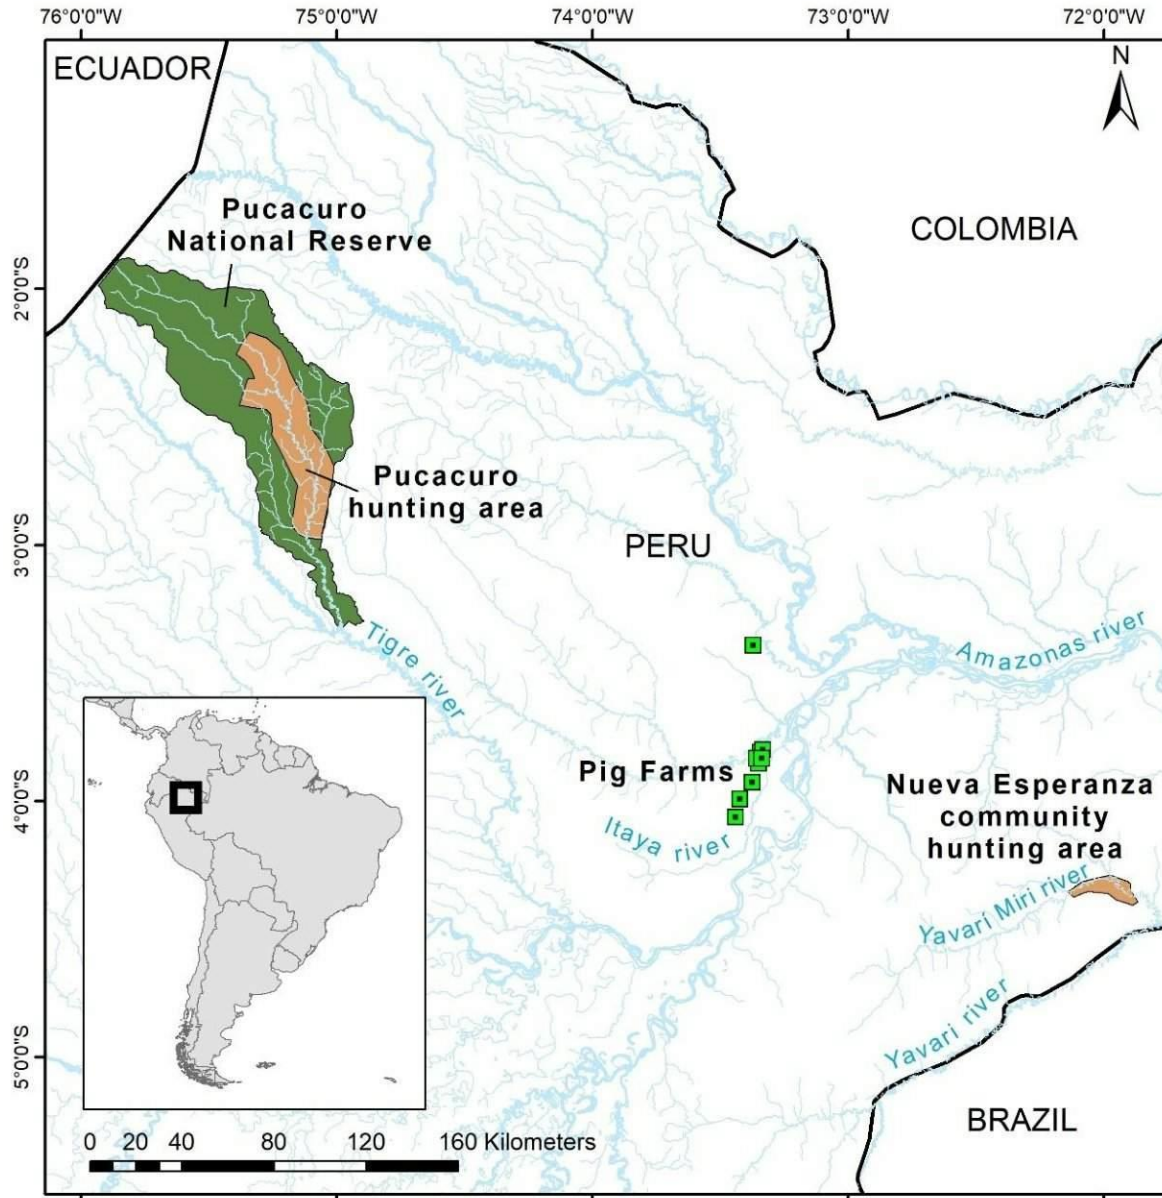 76°0'0"W 75°0'0"W 74°0'0"W 73°0'0"W 72°0'0"W
N
ECUADOR
Pucacuro
National Reserve
COLOMBIA
2°0'0"S
Pucacuro
hunting area
3°0'0"S
PERU
Tigre river
Amazonas river
Pig Farms
4°0'0"S
Nueva Esperanza
community
hunting area
Itaya river
Yavari Miri river
Yavari river
5°0'0"S
BRAZIL
0 20 40 80 120 160 Kilometers